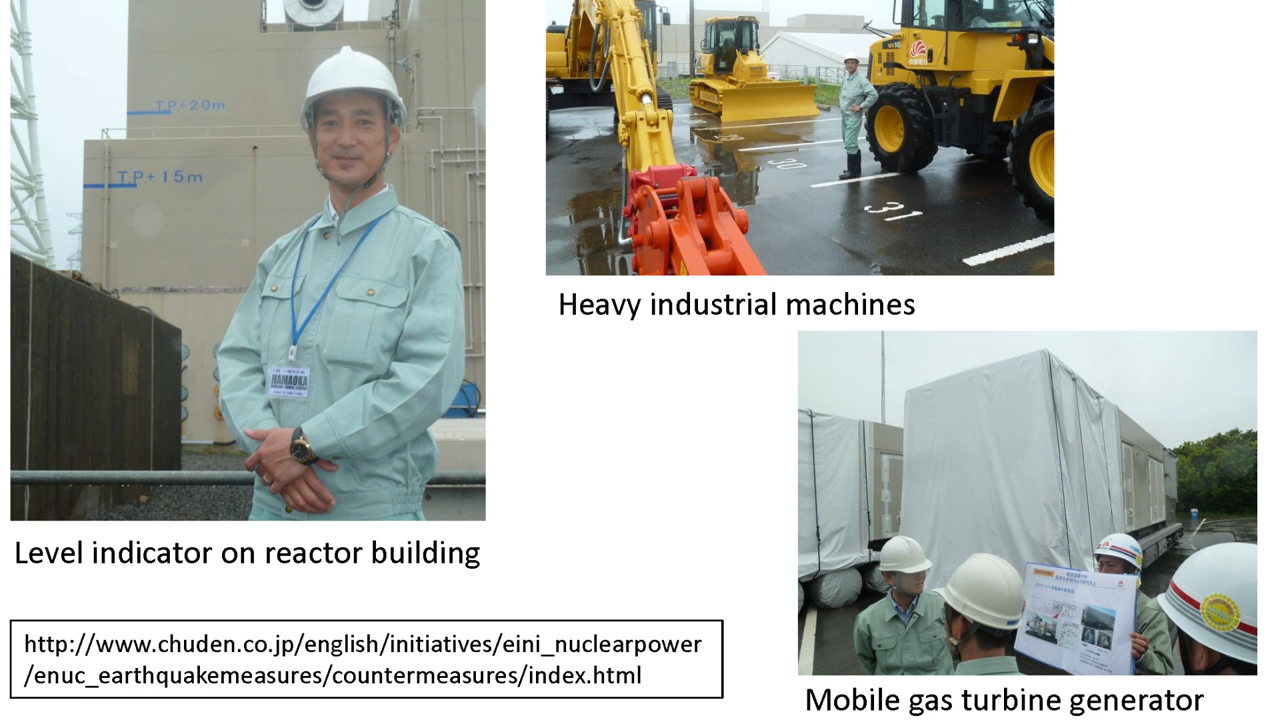 T.P.+20m
T.P.+15m
HAMAOKA
Level indicator on reactor building
30
31
Heavy industrial machines
Mobile gas turbine generator
http://www.chuden.co.jp/english/initiatives/eini_nuclearpower
/enuc_earthquakemeasures/countermeasures/index.html